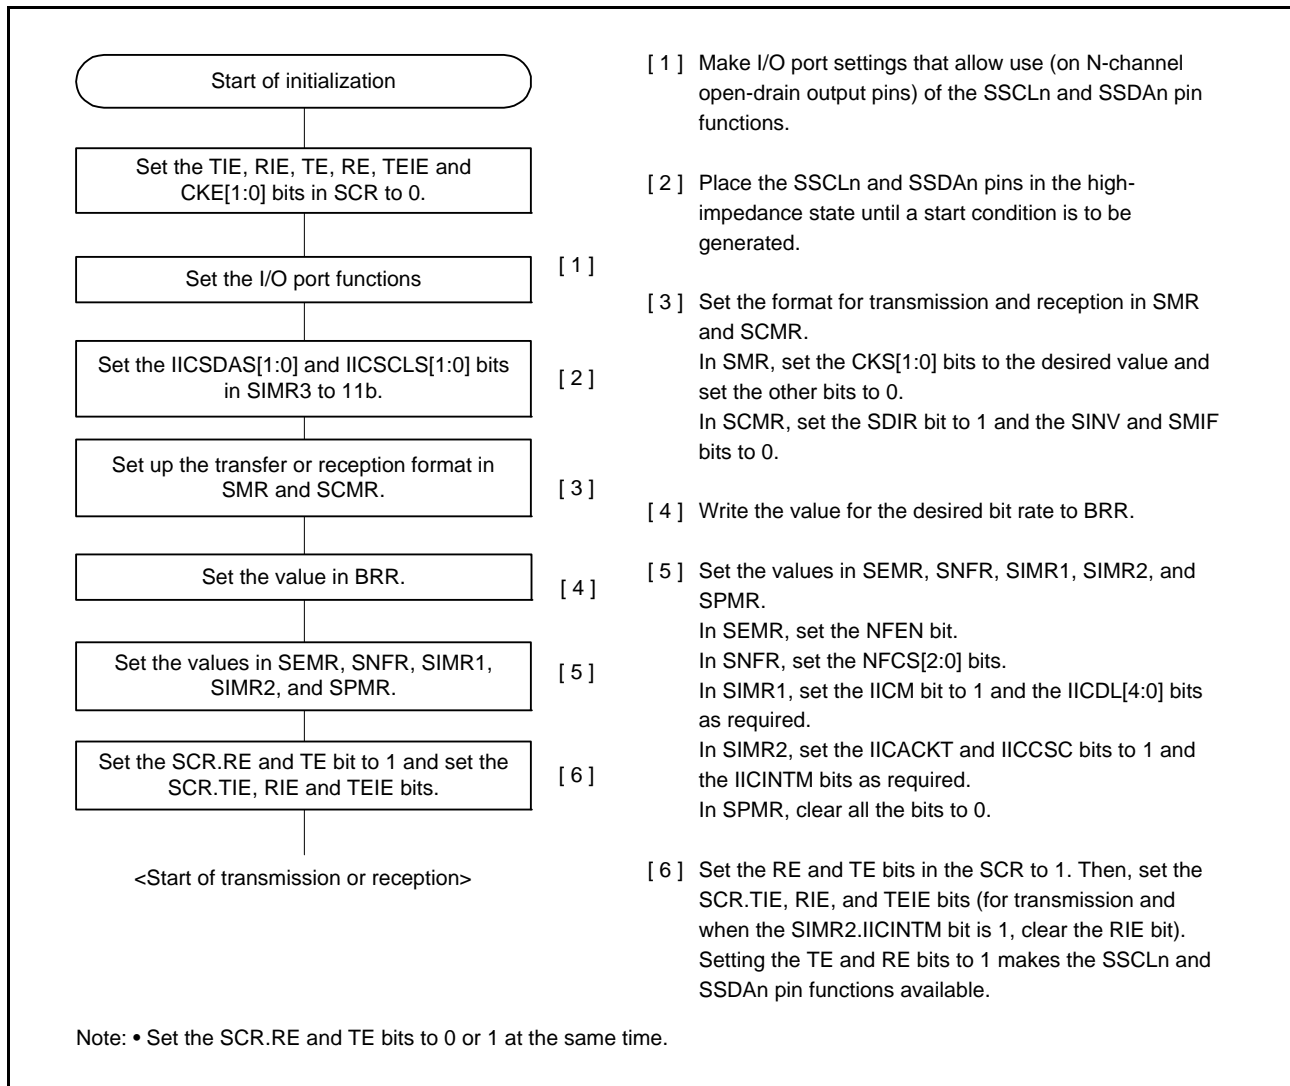 Start of initialization
Set the TIE, RIE, TE, RE, TEIE and
CKE[1:0] bits in SCR to 0.
Set the I/O port functions
[ 1 ]
Set the IICSDAS[1:0] and IICSCLS[1:0] bits
in SIMR3 to 11b.
[ 2 ]
Set up the transfer or reception format in
SMR and SCMR.
[ 3 ]
Set the value in BRR.
[ 4 ]
Set the values in SEMR, SNFR, SIMR1,
SIMR2, and SPMR.
[ 5 ]
Set the SCR.RE and TE bit to 1 and set the
SCR.TIE, RIE and TEIE bits.
[ 6 ]
<Start of transmission or reception>
[ 1 ] Make I/O port settings that allow use (on N-channel
open-drain output pins) of the SSCLn and SSDAn pin
functions.
[ 2 ] Place the SSCLn and SSDAn pins in the high-
impedance state until a start condition is to be
generated.
[ 3 ] Set the format for transmission and reception in SMR
and SCMR.
In SMR, set the CKS[1:0] bits to the desired value and
set the other bits to 0.
In SCMR, set the SDIR bit to 1 and the SINV and SMIF
bits to 0.
[ 4 ] Write the value for the desired bit rate to BRR.
[ 5 ] Set the values in SEMR, SNFR, SIMR1, SIMR2, and
SPMR.
In SEMR, set the NFEN bit.
In SNFR, set the NFCS[2:0] bits.
In SIMR1, set the IICM bit to 1 and the IICDL[4:0] bits
as required.
In SIMR2, set the IICACKT and IICCSC bits to 1 and
the IICINTM bits as required.
In SPMR, clear all the bits to 0.
[ 6 ] Set the RE and TE bits in the SCR to 1. Then, set the
SCR.TIE, RIE, and TEIE bits (for transmission and
when the SIMR2.IICINTM bit is 1, clear the RIE bit).
Setting the TE and RE bits to 1 makes the SSCLn and
SSDAn pin functions available.
Note: • Set the SCR.RE and TE bits to 0 or 1 at the same time.